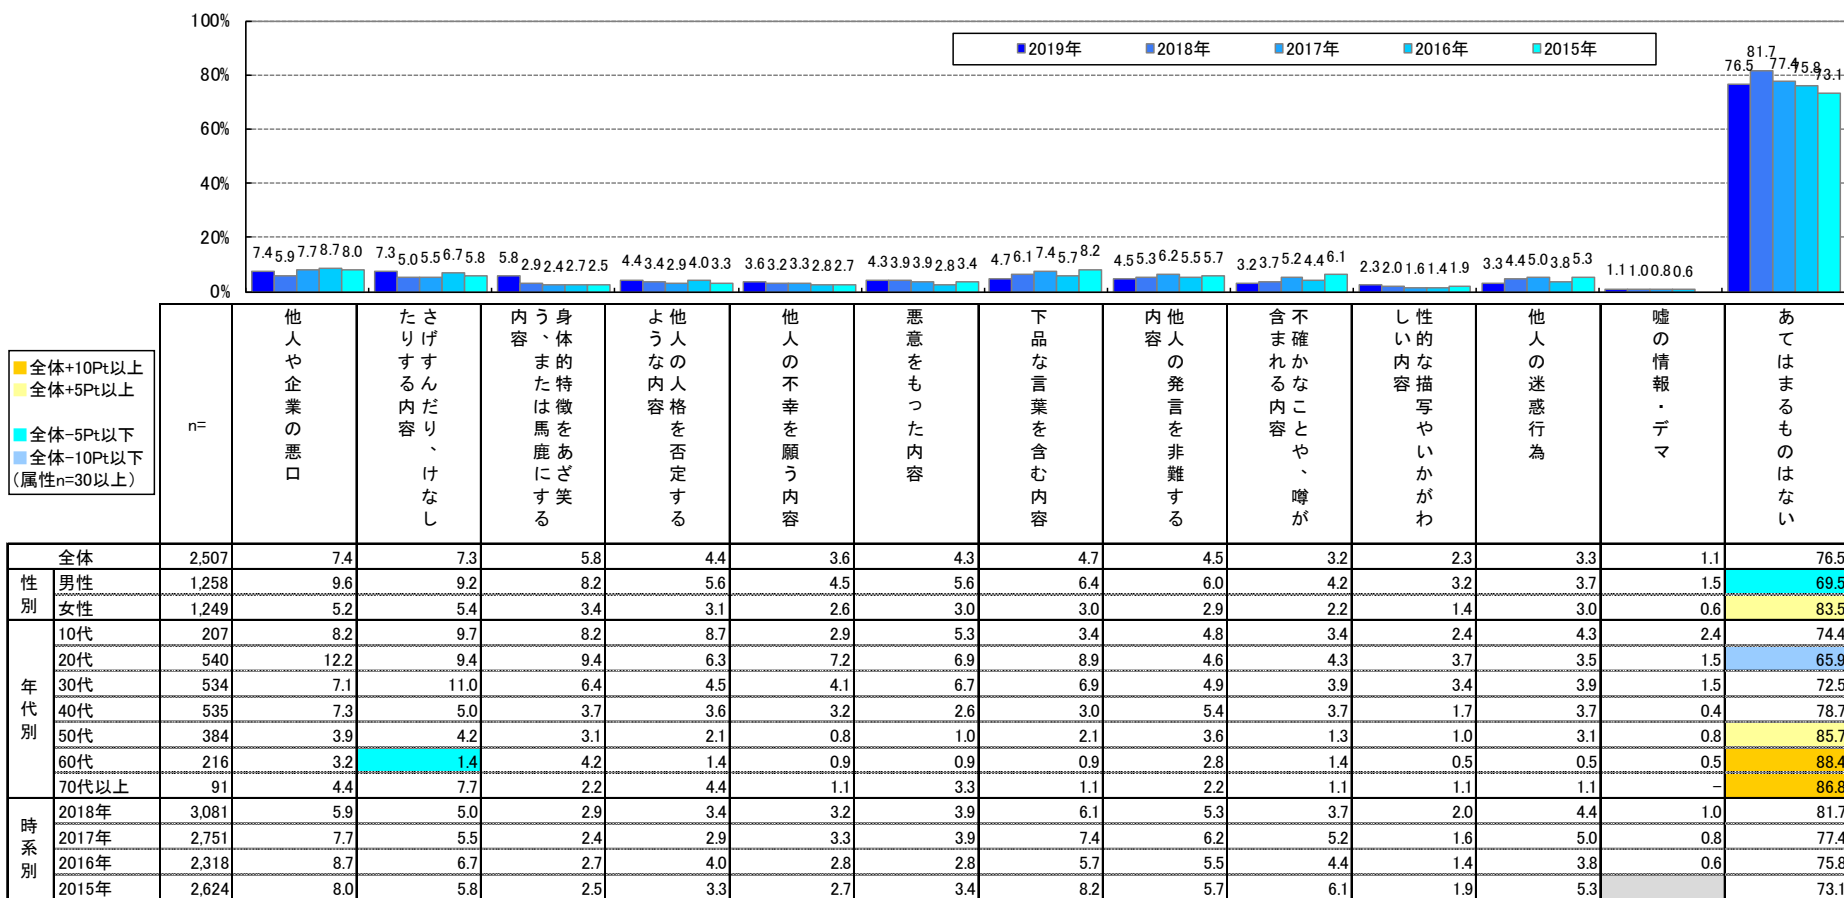 100%
80%
60%
40%
20%
0%
2019年 2018年 2017年 2016年 2015年
7.4 5.9 7.7 8.7 8.0
7.3 5.0 5.5 6.7 5.8
5.8 2.9 2.4 2.7 2.5
4.4 3.4 2.9 4.0 3.3
3.6 3.2 3.3 2.8 2.7
4.3 3.9 3.9 2.8 3.4
4.7 6.1 7.4 5.7 8.2
4.5 5.3 6.2 5.5 5.7
3.2 3.7 5.2 4.4 6.1
2.3 2.0 1.6 1.4 1.9
3.3 4.4 5.0 3.8 5.3
1.1 1.0 0.8 0.6
76.5 81.7 77.4 75.8 73.1
全体+10Pt以上
全体+5Pt以上
全体-5Pt以下
全体-10Pt以下
(属性n=30以上)
n=
他人や企業の悪口
さげすんだり、けなし
たりする内容
身体的特徴をあざ笑
う、または馬鹿にする
内容
他人の人格を否定する
ような内容
他人の不幸を願う内容
悪意をもった内容
下品な言葉を含む内容
他人の発言を非難する
内容
不確かなことや、噂が
含まれる内容
性的な描写やいかがわ
しい内容
他人の迷惑行為
嘘の情報・デマ
あてはまるものはない
全体 2,507 7.4 7.3 5.8 4.4 3.6 4.3 4.7 4.5 3.2 2.3 3.3 1.1 76.5
性別
男性 1,258 9.6 9.2 8.2 5.6 4.5 5.6 6.4 6.0 4.2 3.2 3.7 1.5 69.5
女性 1,249 5.2 5.4 3.4 3.1 2.6 3.0 3.0 2.9 2.2 1.4 3.0 0.6 83.5
年代別
10代 207 8.2 9.7 8.2 8.7 2.9 5.3 3.4 4.8 3.4 2.4 4.3 2.4 74.4
20代 540 12.2 9.4 9.4 6.3 7.2 6.9 8.9 4.6 4.3 3.7 3.5 1.5 65.9
30代 534 7.1 11.0 6.4 4.5 4.1 6.7 6.9 4.9 3.9 3.4 3.9 1.5 72.5
40代 535 7.3 5.0 3.7 3.6 3.2 2.6 3.0 5.4 3.7 1.7 3.7 0.4 78.7
50代 384 3.9 4.2 3.1 2.1 0.8 1.0 2.1 3.6 1.3 1.0 3.1 0.8 85.7
60代 216 3.2 1.4 4.2 1.4 0.9 0.9 0.9 2.8 1.4 0.5 0.5 0.5 88.4
70代以上 91 4.4 7.7 2.2 4.4 1.1 3.3 1.1 2.2 1.1 1.1 1.1 - 86.8
時系別
2018年 3,081 5.9 5.0 2.9 3.4 3.2 3.9 6.1 5.3 3.7 2.0 4.4 1.0 81.7
2017年 2,751 7.7 5.5 2.4 2.9 3.3 3.9 7.4 6.2 5.2 1.6 5.0 0.8 77.4
2016年 2,318 8.7 6.7 2.7 4.0 2.8 2.8 5.7 5.5 4.4 1.4 3.8 0.6 75.8
2015年 2,624 8.0 5.8 2.5 3.3 2.7 3.4 8.2 5.7 6.1 1.9 5.3 73.1